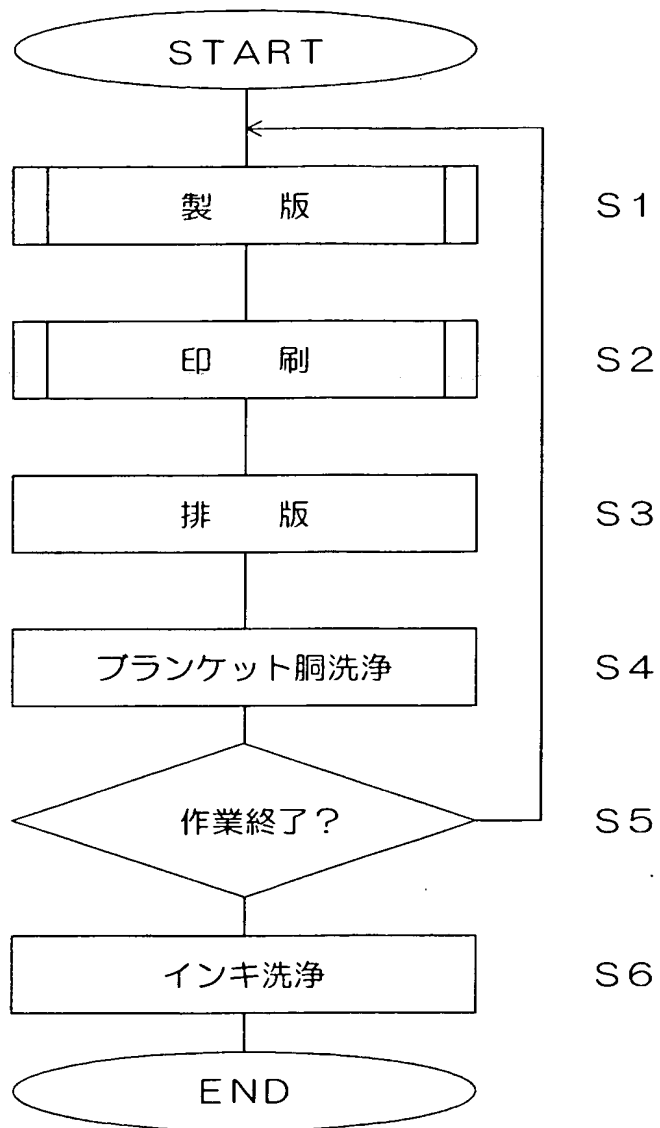 START
製 版 S1
印 刷 S2
排 版 S3
ブランケット胴洗浄 S4
作業終了? S5
インキ洗浄 S6
END